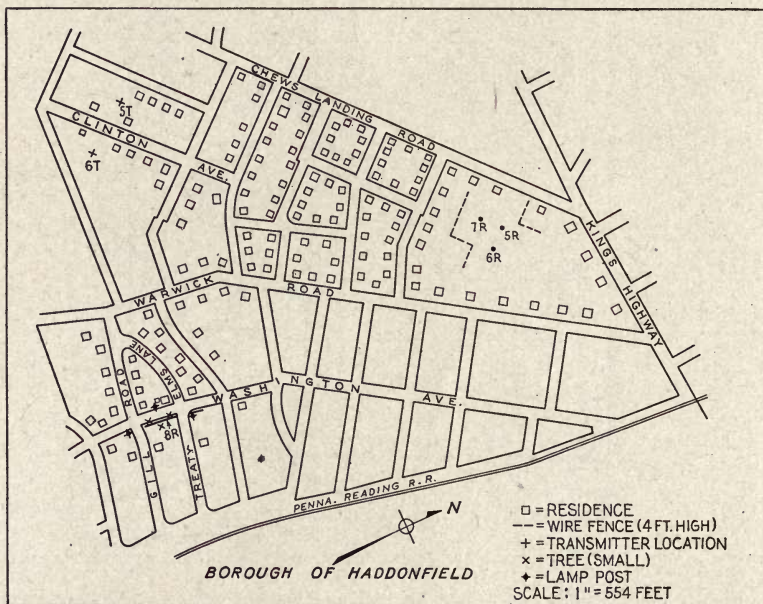 CHEWS LANDING ROAD
5T
CLINTON AVE.
6T
7R
5R
6R
KINGS HIGHWAY
WARWICK ROAD
ELMS LANE
ROAD
WASHINGTON AVE.
8R
GILL
TREATY
PENNA. READING R.R.
N
BOROUGH OF HADDONFIELD
□ = RESIDENCE
--- = WIRE FENCE (4 FT. HIGH)
+ = TRANSMITTER LOCATION
× = TREE (SMALL)
✦ = LAMP POST
SCALE: 1" = 554 FEET